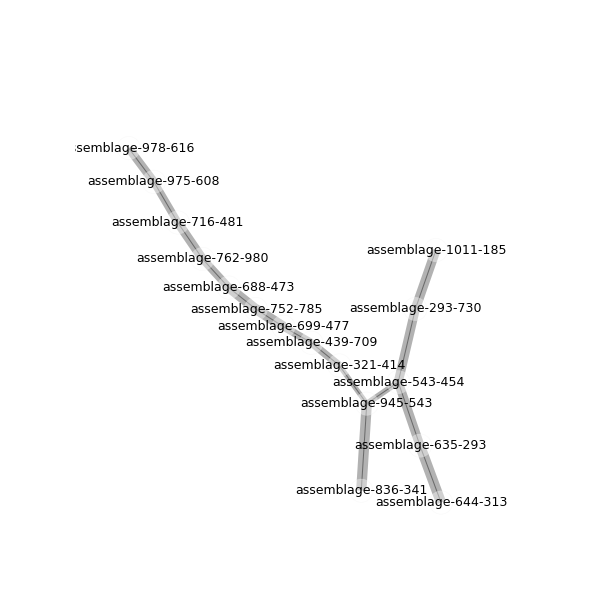 semblage-978-616
assemblage-975-608
assemblage-716-481
assemblage-1011-185
assemblage-762-980
assemblage-688-473
assemblage-293-730
assemblage-752-785
assemblage-699-477
assemblage-439-709
assemblage-321-414
assemblage-543-454
assemblage-945-543
assemblage-635-293
assemblage-836-341
assemblage-644-313